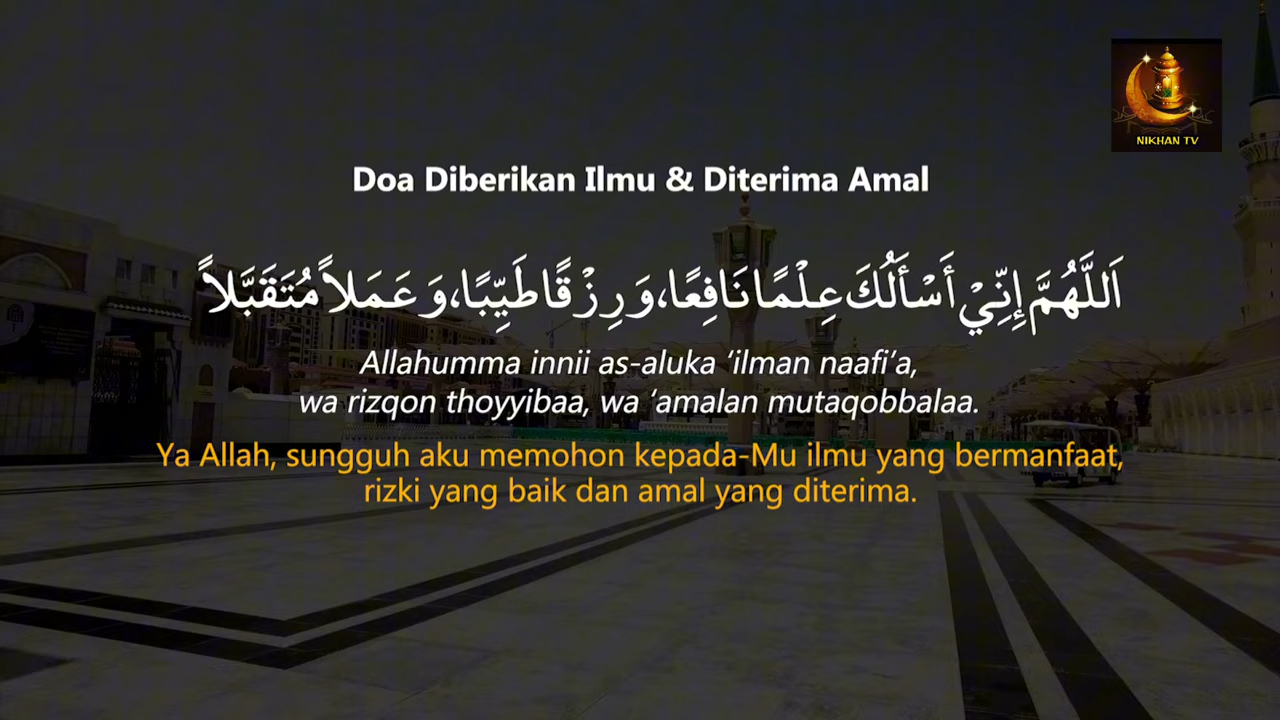 NIKHAN TV
Doa Diberikan Ilmu & Diterima Amal
اَللَّهُمَّ إِنِّيْ أَسْأَلُكَ عِلْمًا نَافِعًا، وَرِزْقًا طَيِّبًا، وَعَمَلاً مُتَقَبَّلاً
Allahumma innii as-aluka ‘ilman naafi’a,
wa rizqon thoyyibaa, wa ‘amalan mutaqobbalaa.
Ya Allah, sungguh aku memohon kepada-Mu ilmu yang bermanfaat,
rizki yang baik dan amal yang diterima.